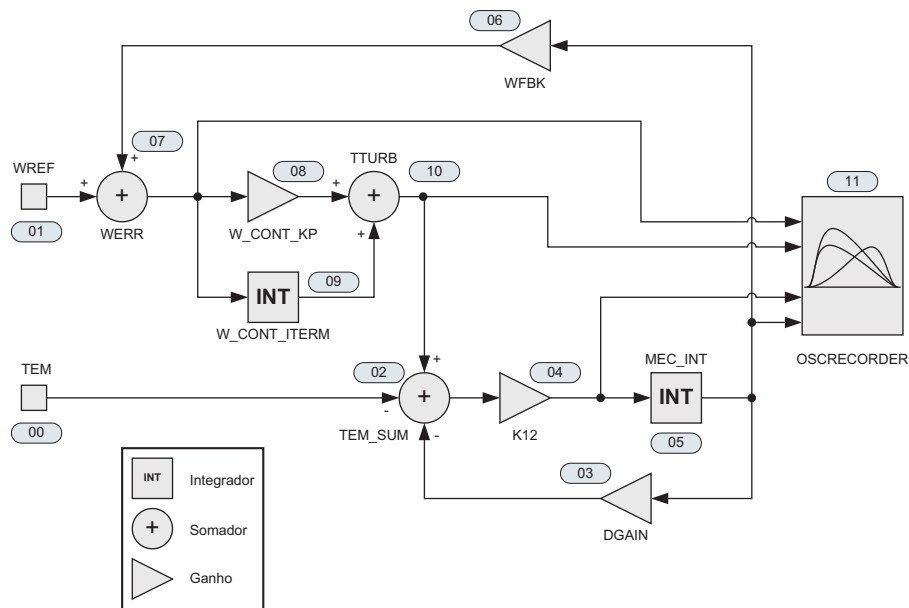 06
WFBK
07
+
WREF
+
+
WERR
01
08
W_CONT_KP
TTURB
+
+
+
10
11
INT
09
W_CONT_ITERM
OSCRECORDER
TEM
00
02
+
+
-
-
TEM_SUM
04
K12
MEC_INT
INT
05
03
DGAIN
INT
Integrador
+
Somador
Ganho